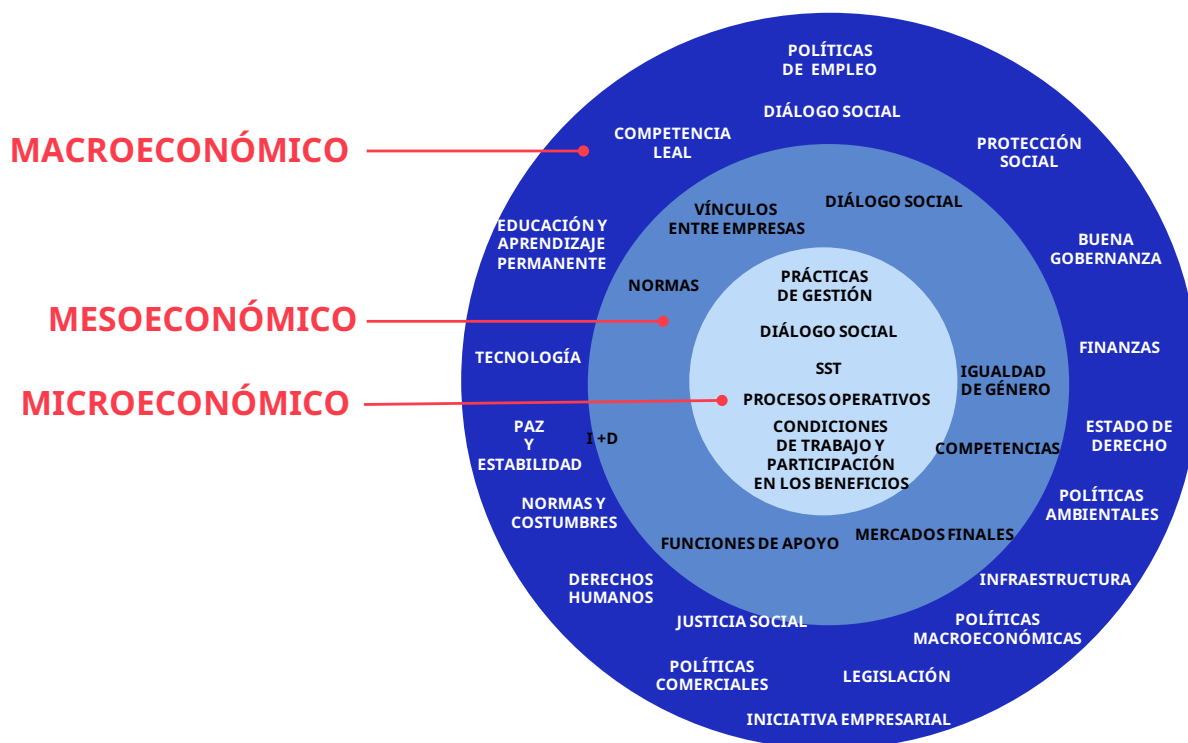 MACROECONÓMICO
MESOECONÓMICO
MICROECONÓMICO
POLÍTICAS
DE EMPLEO
DIÁLOGO SOCIAL
COMPETENCIA
LEAL
PROTECCIÓN
SOCIAL
EDUCACIÓN Y
APRENDIZAJE
PERMANENTE
BUENA
GOBERNANZA
TECNOLOGÍA
FINANZAS
PAZ
Y
ESTABILIDAD
ESTADO DE
DERECHO
NORMAS Y
COSTUMBRES
POLÍTICAS
AMBIENTALES
DERECHOS
HUMANOS
INFRAESTRUCTURA
JUSTICIA SOCIAL
POLÍTICAS
MACROECONÓMICAS
POLÍTICAS
COMERCIALES
LEGISLACIÓN
INICIATIVA EMPRESARIAL
VÍNCULOS
ENTRE EMPRESAS
DIÁLOGO SOCIAL
NORMAS
IGUALDAD
DE GÉNERO
I +D
COMPETENCIAS
FUNCIONES DE APOYO
MERCADOS FINALES
PRÁCTICAS
DE GESTIÓN
DIÁLOGO SOCIAL
SST
PROCESOS OPERATIVOS
CONDICIONES
DE TRABAJO Y
PARTICIPACIÓN
EN LOS BENEFICIOS